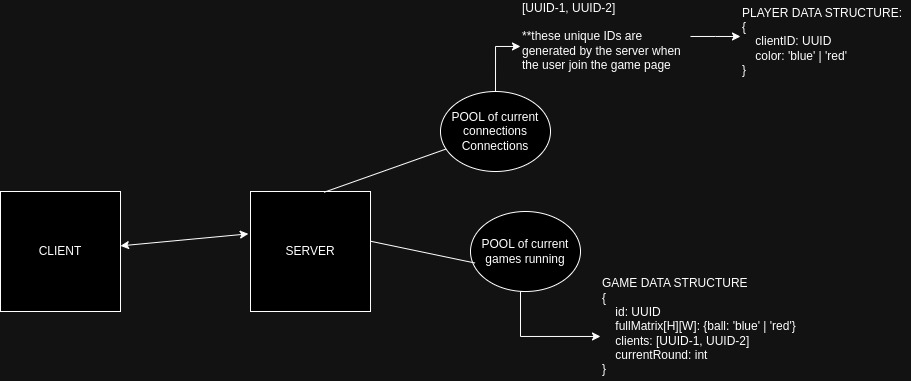 [UUID-1, UUID-2]
**these unique IDs are
generated by the server when
the user join the game page
PLAYER DATA STRUCTURE:
{
clientID: UUID
color: 'blue' | 'red'
}
POOL of current
connections
Connections
CLIENT
SERVER
POOL of current
games running
GAME DATA STRUCTURE
{
id: UUID
fullMatrix[H][W]: {ball: 'blue' | 'red'}
clients: [UUID-1, UUID-2]
currentRound: int
}